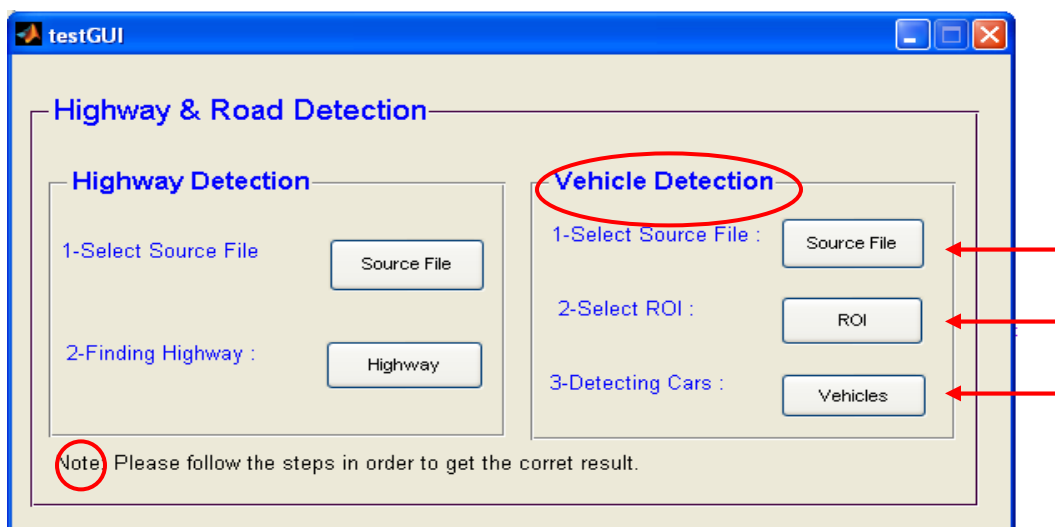 testGUI
Highway & Road Detection
Highway Detection
1-Select Source File
Source File
2-Finding Highway :
Highway
Vehicle Detection
1-Select Source File :
Source File
2-Select ROI :
ROI
3-Detecting Cars :
Vehicles
Note: Please follow the steps in order to get the corret result.